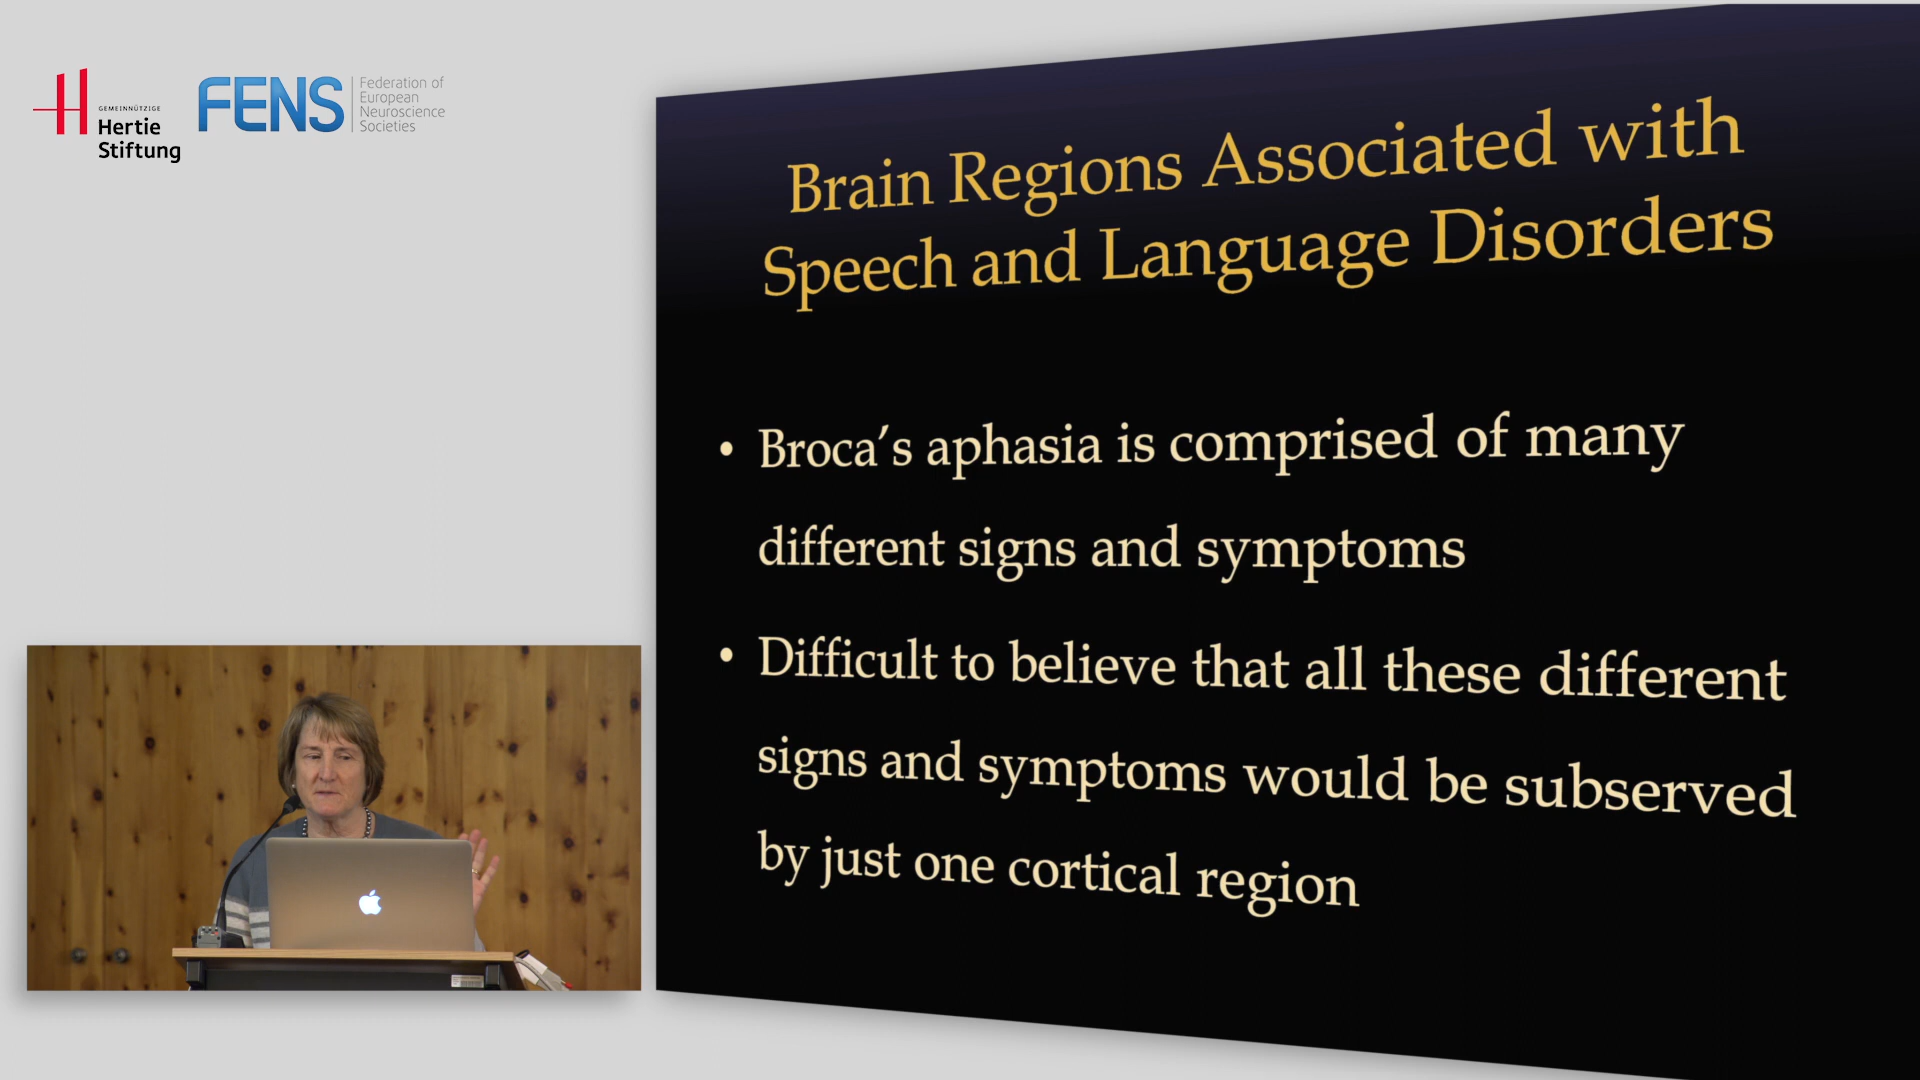 GEMEINNÜTZIGE
Hertie
Stiftung
FENS
Federation of
European
Neuroscience
Societies
Brain Regions Associated with
Speech and Language Disorders
• Broca’s aphasia is comprised of many
different signs and symptoms
• Difficult to believe that all these different
signs and symptoms would be subserved
by just one cortical region